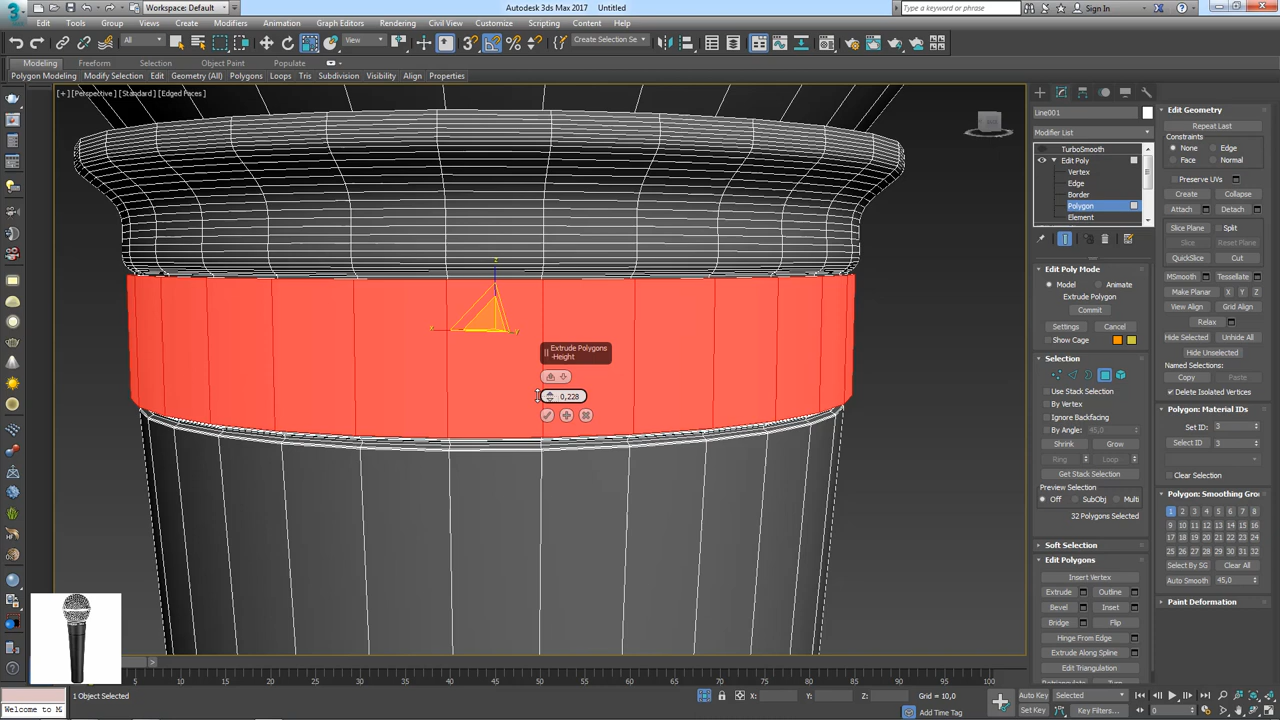 Workspace: Default
Autodesk 3ds Max 2017 Untitled
Type a keyword or phrase
Sign In
Edit Tools Group Views Create Modifiers Animation Graph Editors Rendering Civil View Customize Scripting Content Help
All View Create Selection Se
Modeling Freeform Selection Object Paint Populate
Polygon Modeling Modify Selection Edit Geometry (All) Polygons Loops Tris Subdivision Visibility Align Properties
[+] [Perspective] [Standard] [Edged Faces]
z
x
y
Extrude Polygons
-Height
0,228
Line001
Modifier List
TurboSmooth
Edit Poly
Vertex
Edge
Border
Polygon
Element
Edit Poly Mode
Model Animate
Extrude Polygon
Commit
Settings Cancel
Show Cage
Selection
Use Stack Selection
By Vertex
Ignore Backfacing
By Angle: 45,0
Shrink Grow
Ring Loop
Get Stack Selection
Preview Selection
Off SubObj Multi
32 Polygons Selected
Soft Selection
Edit Polygons
Insert Vertex
Extrude Outline
Bevel Inset
Bridge Flip
Hinge From Edge
Extrude Along Spline
Edit Triangulation
Retriangulate Turn
Edit Geometry
Repeat Last
Constraints
None Edge
Face Normal
Preserve UVs
Create Collapse
Attach Detach
Slice Plane Split
Slice Reset Plane
QuickSlice Cut
MSmooth Tessellate
Make Planar X Y Z
View Align Grid Align
Relax
Hide Selected Unhide All
Hide Unselected
Named Selections:
Copy Paste
Delete Isolated Vertices
Polygon: Material IDs
Set ID: 3
Select ID 3
Clear Selection
Polygon: Smoothing Grou
1 2 3 4 5 6 7 8
9 10 11 12 13 14 15 16
17 18 19 20 21 22 23 24
25 26 27 28 29 30 31 32
Select By SG Clear All
Auto Smooth 45,0
Paint Deformation
10 15 20 25 30 35 40 45 50 55 60 65 70 75 80 85 90 95 100
1 Object Selected
X: Y: Z: Grid = 10,0
Auto Key Selected
Welcome to M
Add Time Tag
Set Key Key Filters... 0